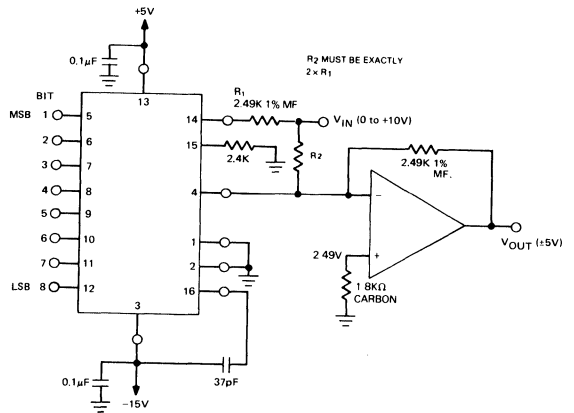 +5V
0.1µF
R2 MUST BE EXACTLY
2 x R1
BIT
13
R1
2.49K 1% MF
MSB 1 5
14
VIN (0 to +10V)
2 6
15
2.4K
R2
2.49K 1%
MF.
3 7
4 8
4
−
5 9
6 10
1
2 49V
+
VOUT (±5V)
7 11
2
LSB 8 12
16
1 8KΩ
CARBON
3
0.1µF
37pF
−15V